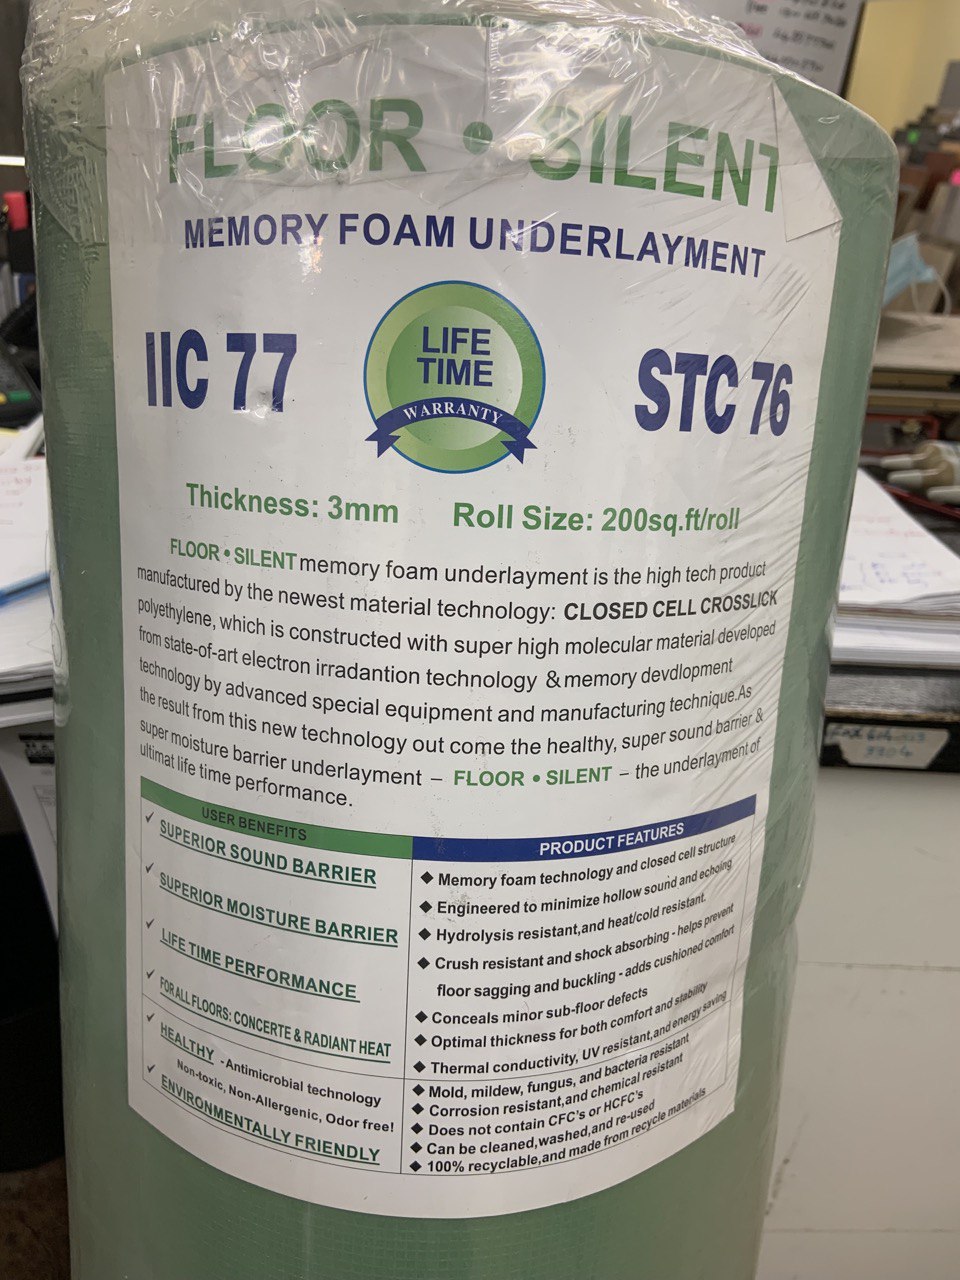 FLOOR • SILENT
MEMORY FOAM UNDERLAYMENT
IIC 77
LIFE
TIME
WARRANTY
STC 76
Thickness: 3mm Roll Size: 200sq.ft/roll
FLOOR • SILENT memory foam underlayment is the high tech product
manufactured by the newest material technology: CLOSED CELL CROSSLICK
polyethylene, which is constructed with super high molecular material developed
from state-of-art electron irradantion technology & memory devdlopment
technology by advanced special equipment and manufacturing technique.As
the result from this new technology out come the healthy, super sound barrier &
super moisture barrier underlayment – FLOOR • SILENT – the underlayment of
ultimat life time performance.
USER BENEFITS
✓ SUPERIOR SOUND BARRIER
✓ SUPERIOR MOISTURE BARRIER
✓ LIFE TIME PERFORMANCE
✓ FOR ALL FLOORS: CONCERTE & RADIANT HEAT
✓ HEALTHY - Antimicrobial technology
Non-toxic, Non-Allergenic, Odor free!
✓ ENVIRONMENTALLY FRIENDLY
PRODUCT FEATURES
◆ Memory foam technology and closed cell structure
◆ Engineered to minimize hollow sound and echoing
◆ Hydrolysis resistant,and heat/cold resistant.
◆ Crush resistant and shock absorbing - helps prevent
floor sagging and buckling - adds cushioned comfort
◆ Conceals minor sub-floor defects
◆ Optimal thickness for both comfort and stability
◆ Thermal conductivity, UV resistant,and energy saving
◆ Mold, mildew, fungus, and bacteria resistant
◆ Corrosion resistant,and chemical resistant
◆ Does not contain CFC's or HCFC's
◆ Can be cleaned,washed,and re-used
◆ 100% recyclable,and made from recycle materials